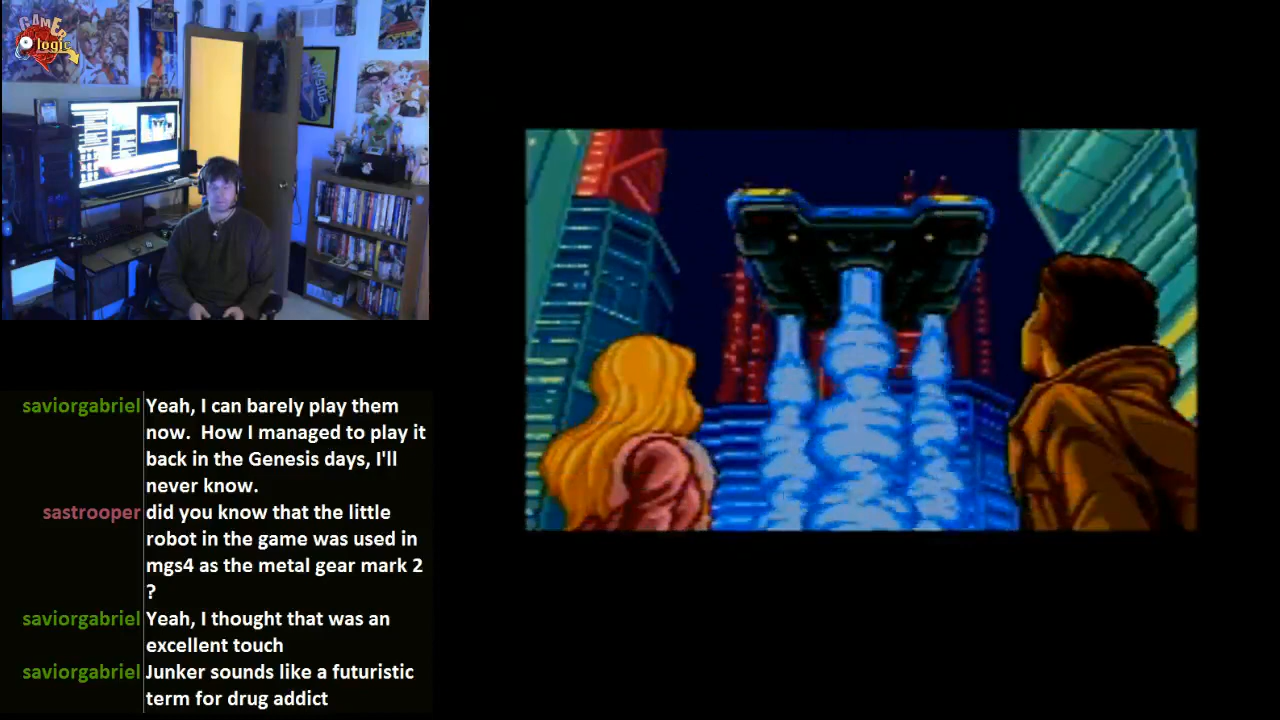 GAMER
logic
saviorgabriel Yeah, I can barely play them
now. How I managed to play it
back in the Genesis days, I'll
never know.
sastrooper did you know that the little
robot in the game was used in
mgs4 as the metal gear mark 2
?
saviorgabriel Yeah, I thought that was an
excellent touch
saviorgabriel Junker sounds like a futuristic
term for drug addict